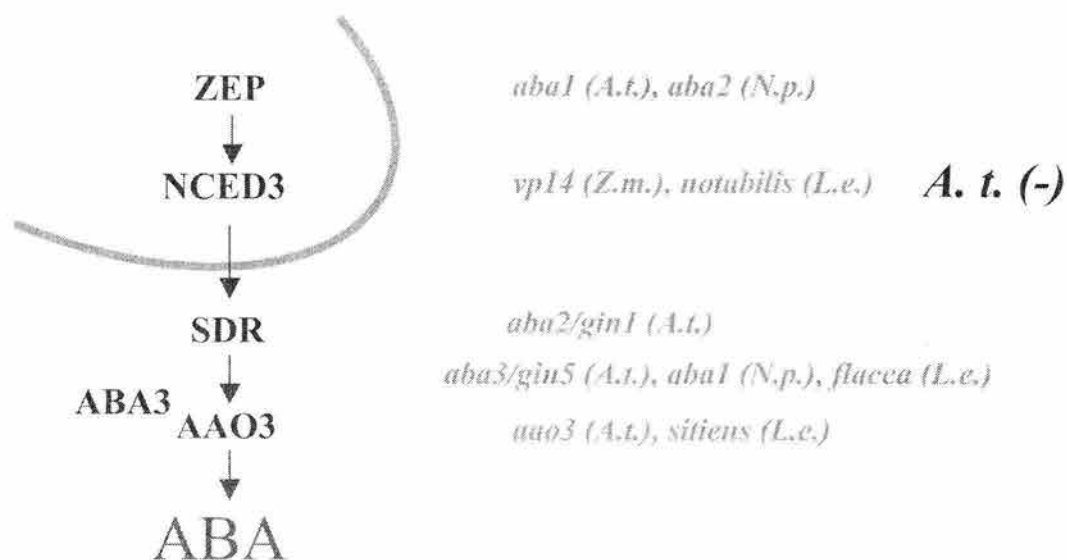 ZEP aba1 (A.t.), aba2 (N.p.)
NCED3 vp14 (Z.m.), notabilis (L.e.) A. t. (-)
SDR aba2/gin1 (A.t.)
aba3/gin5 (A.t.), aba1 (N.p.), flacca (L.e.)
ABA3
AAO3 aao3 (A.t.), sitiens (L.e.)
ABA